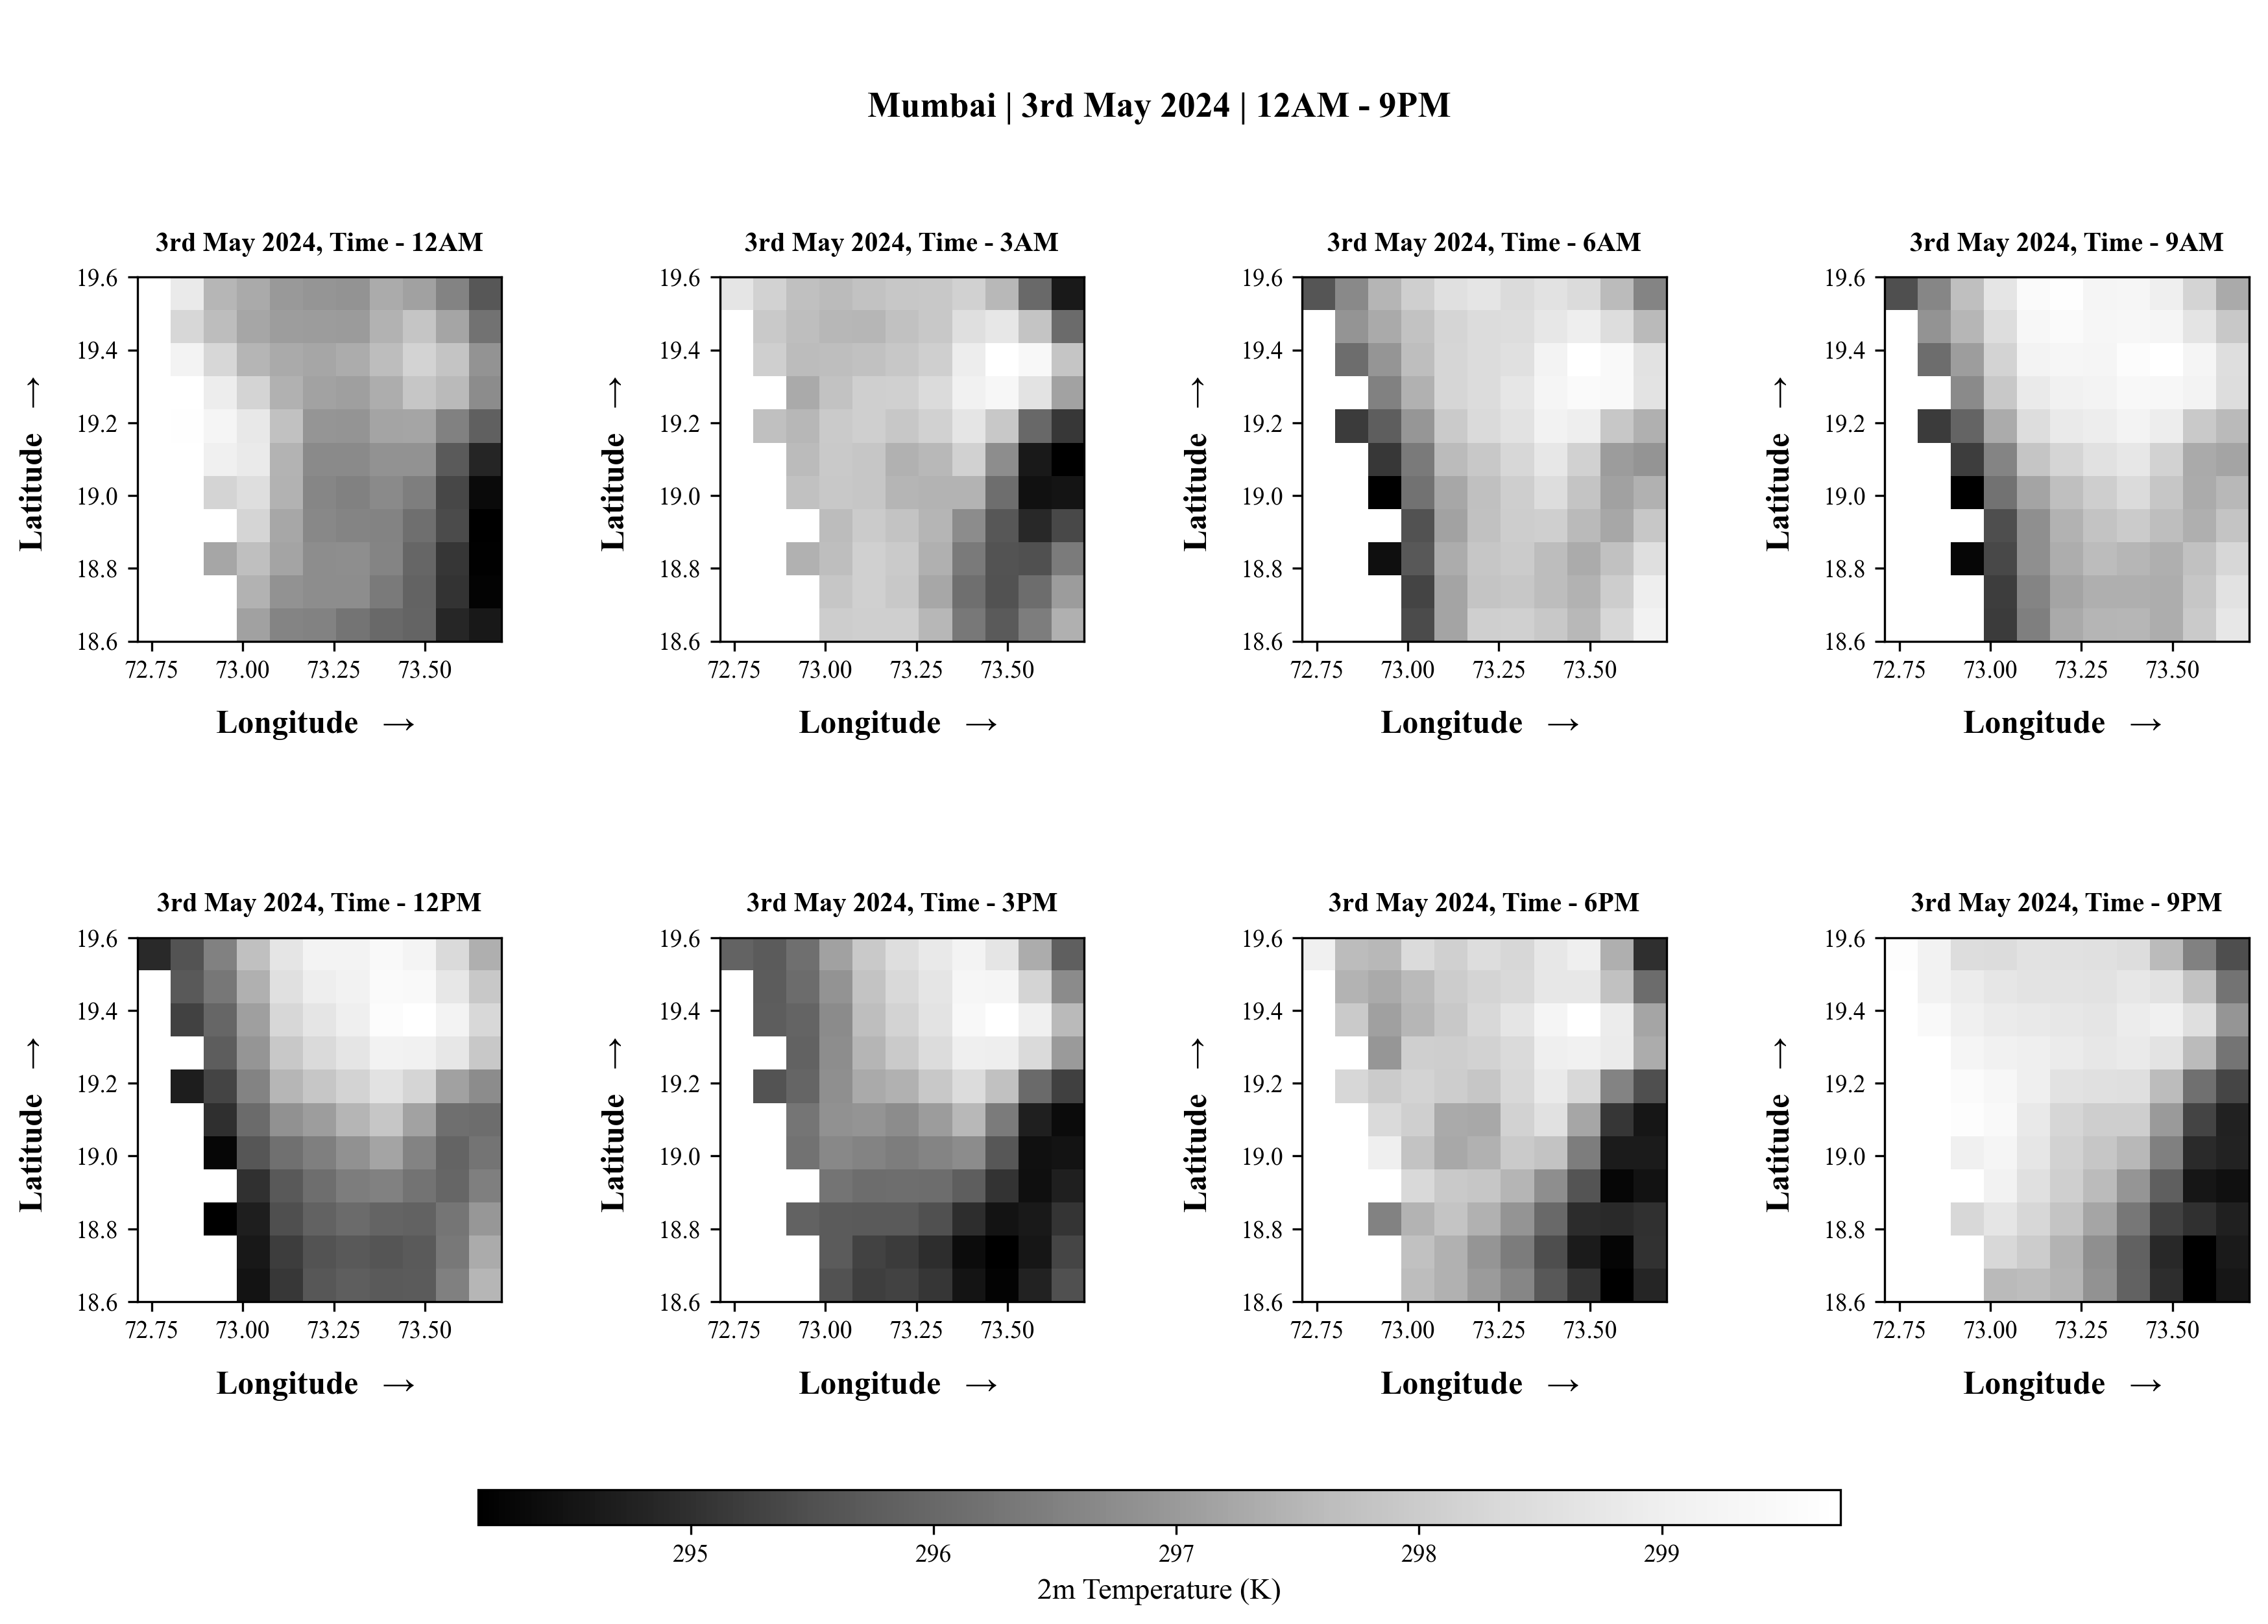 Mumbai | 3rd May 2024 | 12AM - 9PM
3rd May 2024, Time - 12AM
19.6
19.4
19.2
19.0
18.8
18.6
Latitude →
72.75 73.00 73.25 73.50
Longitude →
3rd May 2024, Time - 3AM
19.6
19.4
19.2
19.0
18.8
18.6
Latitude →
72.75 73.00 73.25 73.50
Longitude →
3rd May 2024, Time - 6AM
19.6
19.4
19.2
19.0
18.8
18.6
Latitude →
72.75 73.00 73.25 73.50
Longitude →
3rd May 2024, Time - 9AM
19.6
19.4
19.2
19.0
18.8
18.6
Latitude →
72.75 73.00 73.25 73.50
Longitude →
3rd May 2024, Time - 12PM
19.6
19.4
19.2
19.0
18.8
18.6
Latitude →
72.75 73.00 73.25 73.50
Longitude →
3rd May 2024, Time - 3PM
19.6
19.4
19.2
19.0
18.8
18.6
Latitude →
72.75 73.00 73.25 73.50
Longitude →
3rd May 2024, Time - 6PM
19.6
19.4
19.2
19.0
18.8
18.6
Latitude →
72.75 73.00 73.25 73.50
Longitude →
3rd May 2024, Time - 9PM
19.6
19.4
19.2
19.0
18.8
18.6
Latitude →
72.75 73.00 73.25 73.50
Longitude →
295 296 297 298 299
2m Temperature (K)